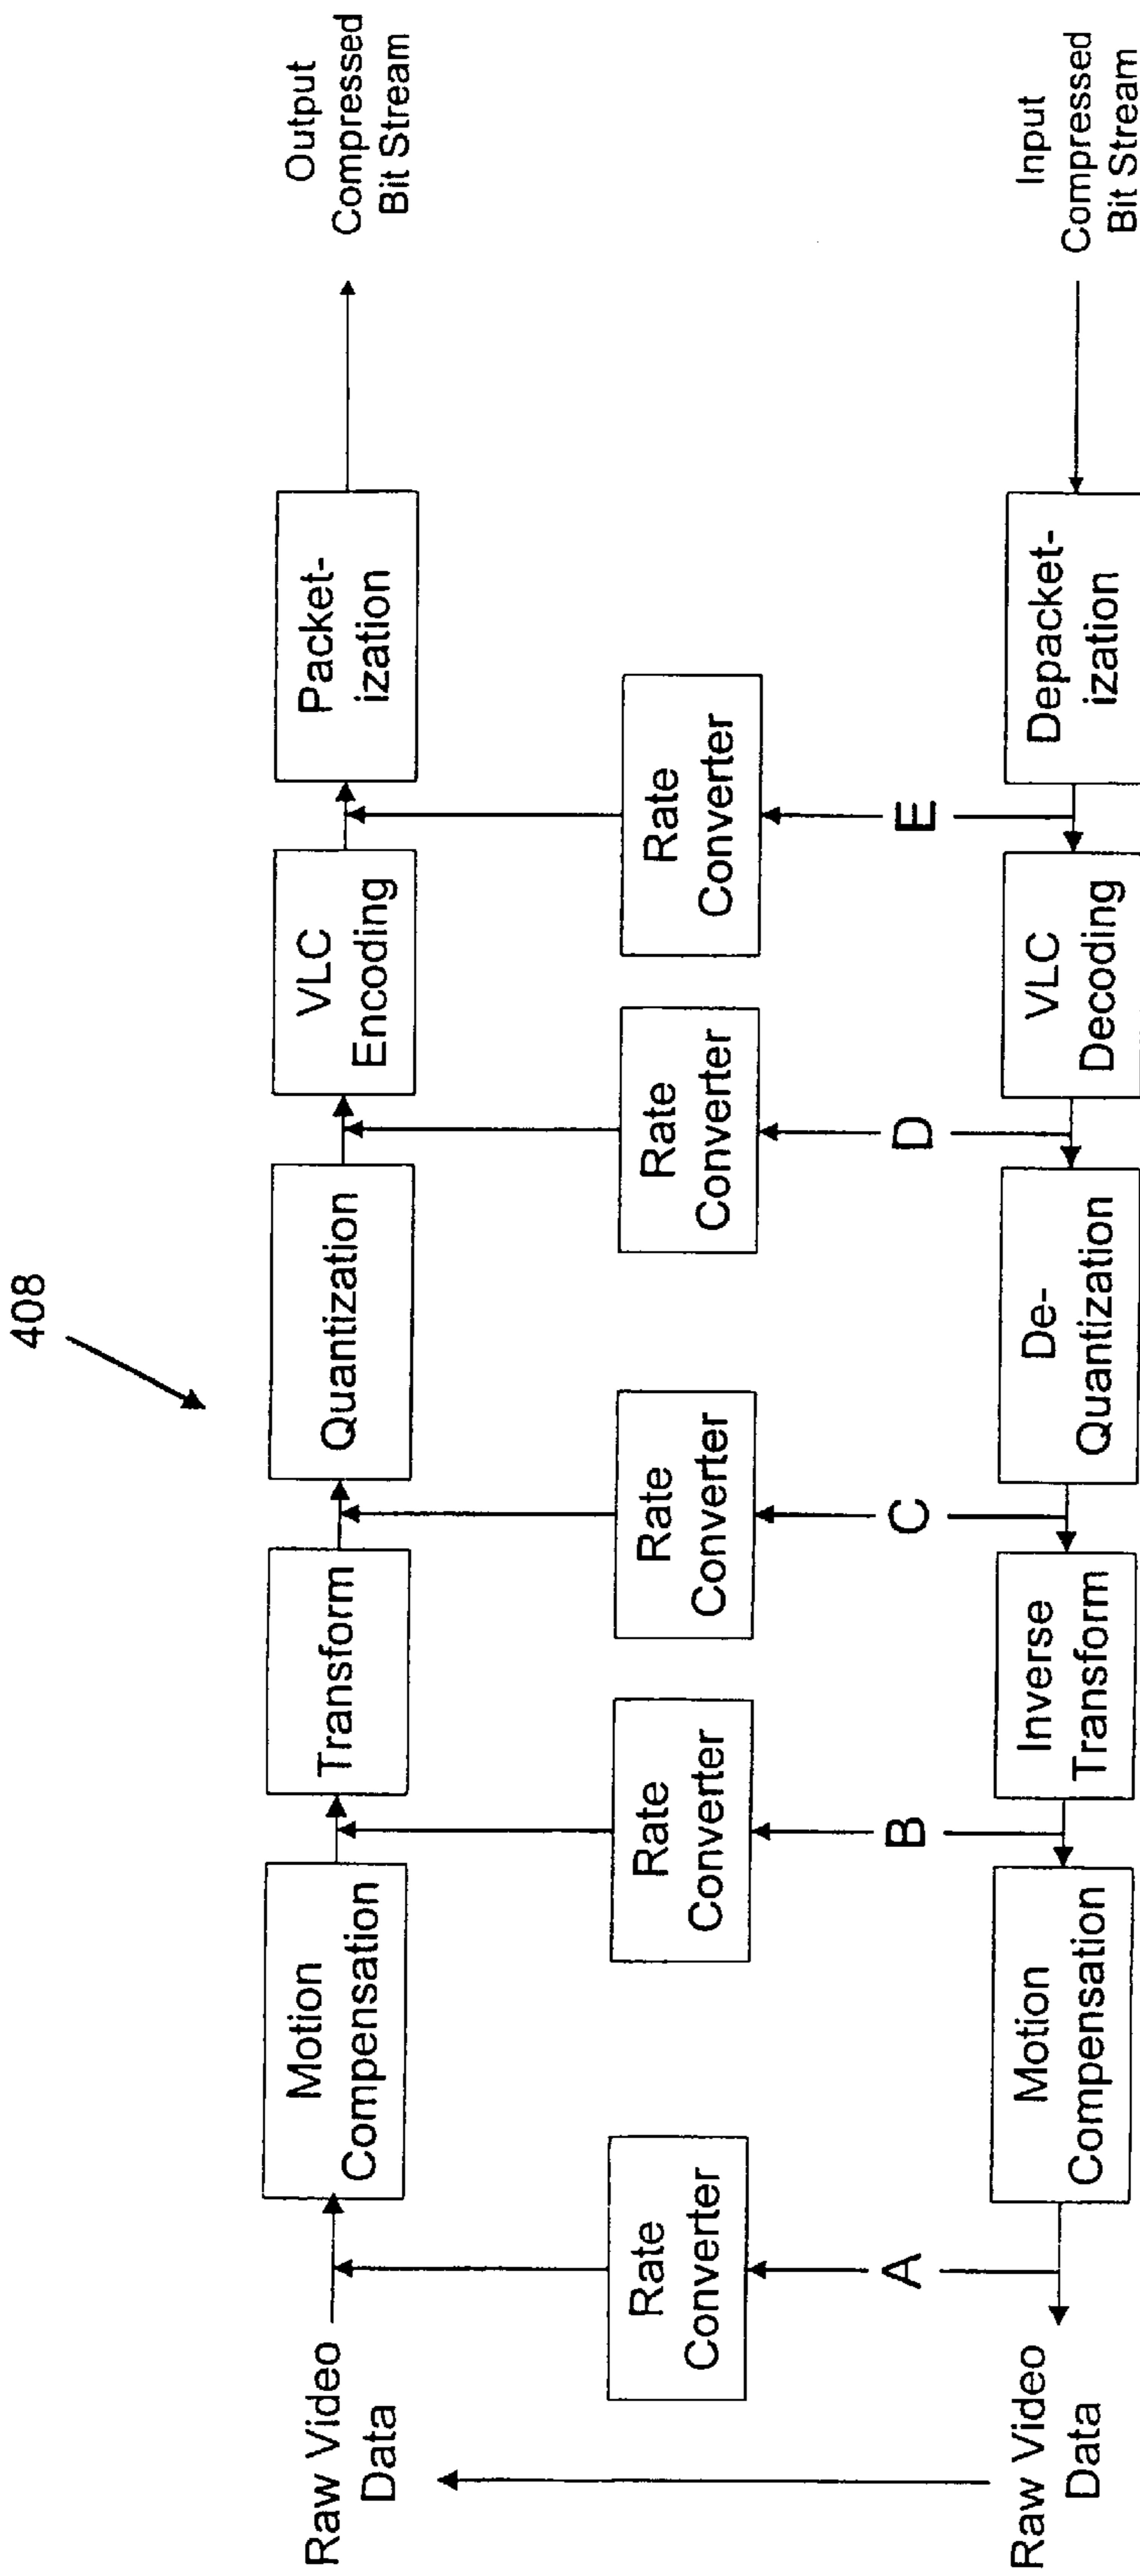 408
Raw Video
Data
Motion
Compensation
Transform
Quantization
VLC
Encoding
Packet-
ization
Output
Compressed
Bit Stream
Rate
Converter
Rate
Converter
Rate
Converter
Rate
Converter
Rate
Converter
A
B
C
D
E
Raw Video
Data
Motion
Compensation
Inverse
Transform
De-
Quantization
VLC
Decoding
Depacket-
ization
Input
Compressed
Bit Stream